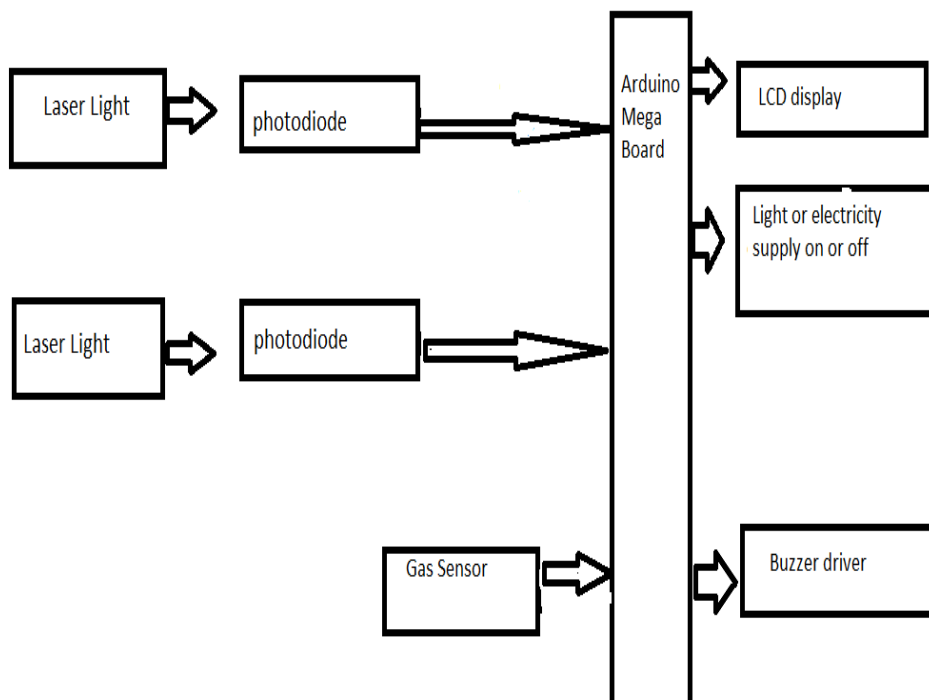 Laser Light
photodiode
Arduino
Mega
Board
LCD display
Light or electricity
supply on or off
Laser Light
photodiode
Gas Sensor
Buzzer driver